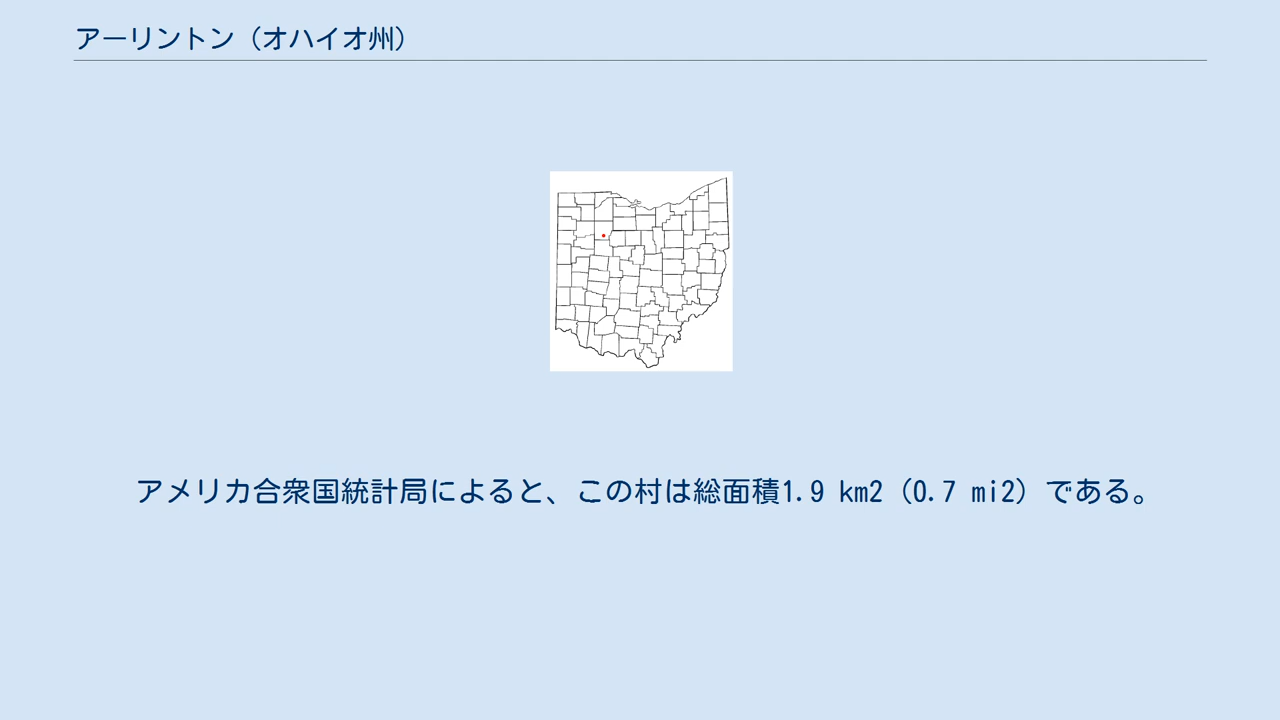 アーリントン（オハイオ州）
アメリカ合衆国統計局によると、この村は総面積1.9 km2（0.7 mi2）である。